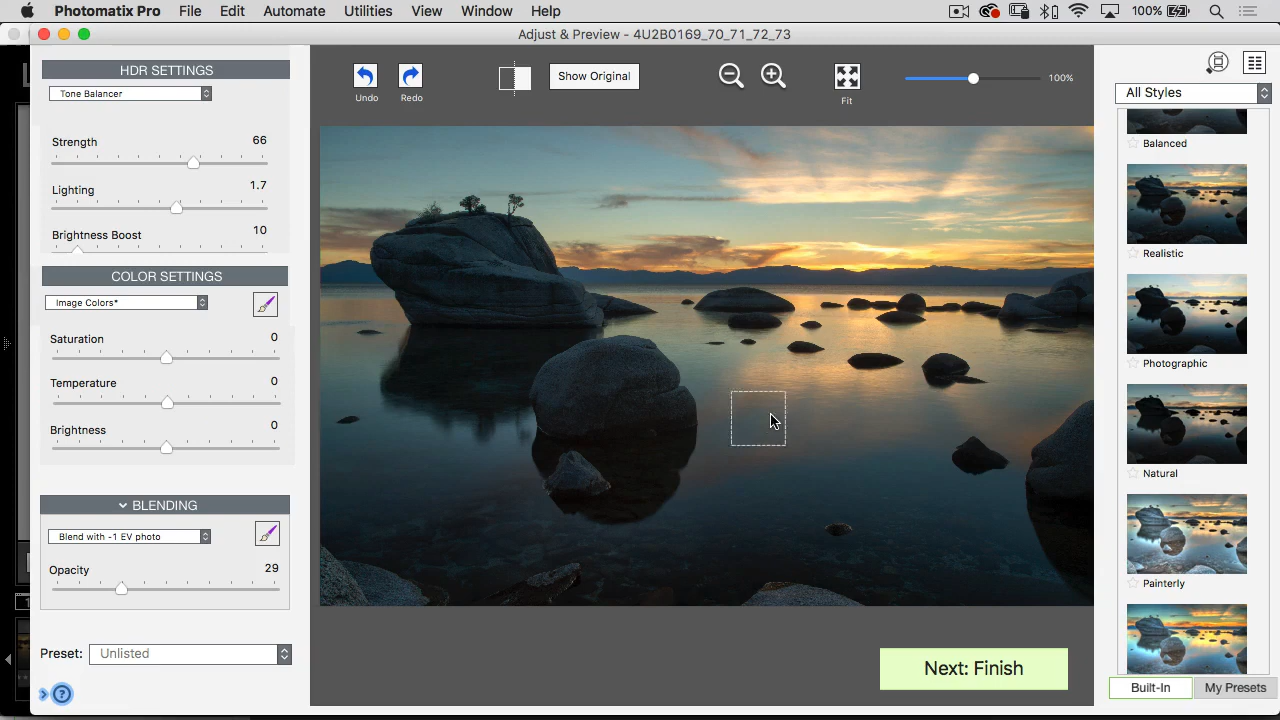 Photomatix Pro File Edit Automate Utilities View Window Help 100%
Adjust & Preview - 4U2B0169_70_71_72_73
HDR SETTINGS
Tone Balancer
Strength 66
Lighting 1.7
Brightness Boost 10
COLOR SETTINGS
Image Colors*
Saturation 0
Temperature 0
Brightness 0
BLENDING
Blend with -1 EV photo
Opacity 29
Preset: Unlisted
?
Undo
Redo
Show Original
Fit
100%
Next: Finish
All Styles
Balanced
Realistic
Photographic
Natural
Painterly
Built-In
My Presets